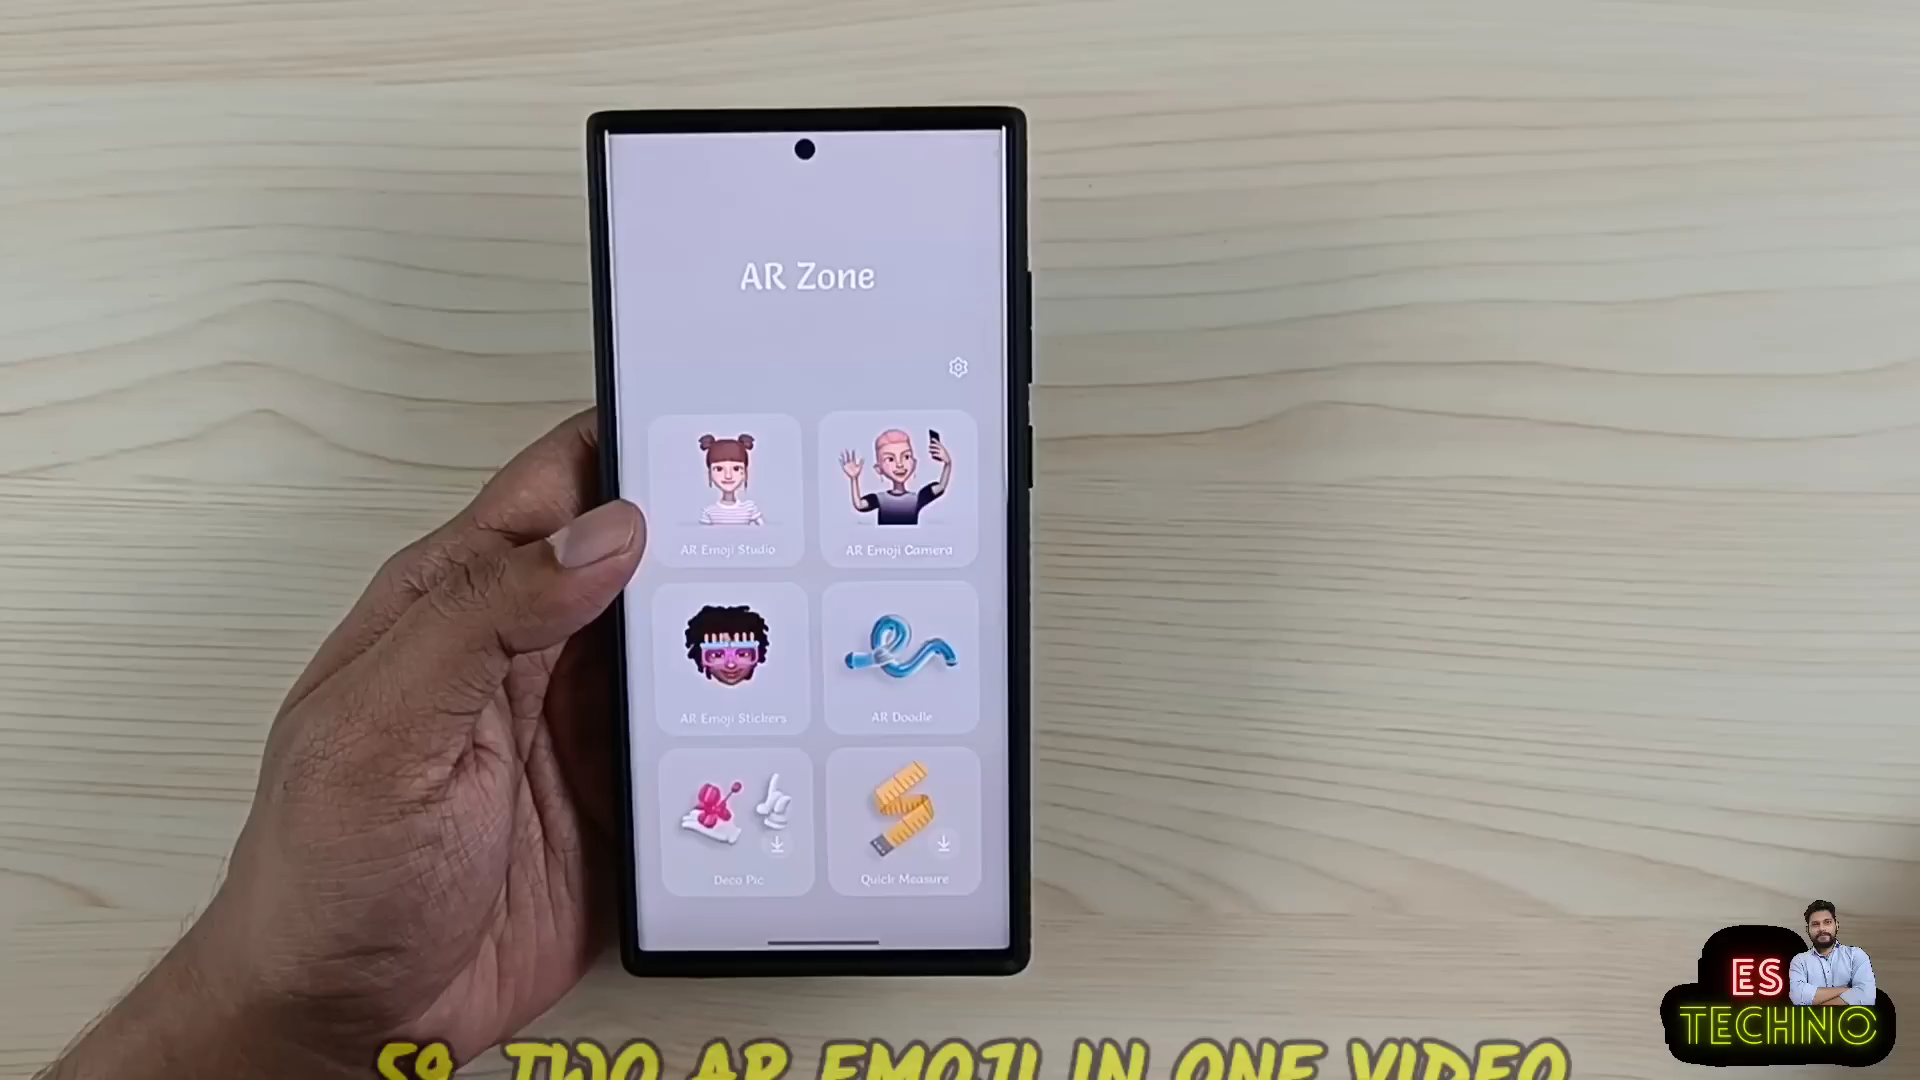 AR Zone
AR Emoji Studio
AR Emoji Camera
AR Emoji Stickers
AR Doodle
Deco Pic
Quick Measure
ES
TECHNO
59. TWO AR EMOJI IN ONE VIDEO